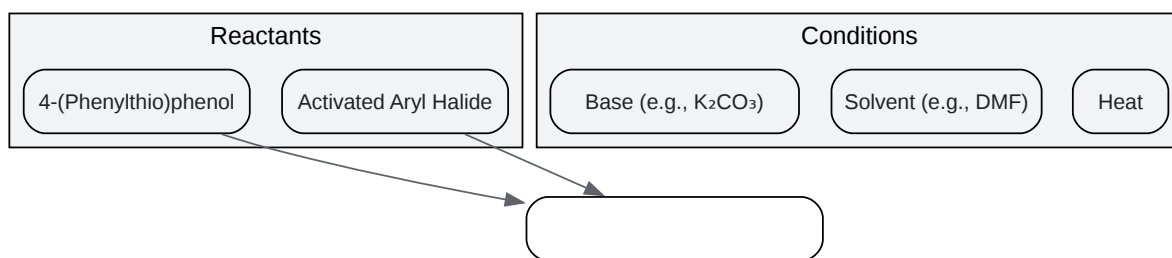 Reactants
Conditions
4-(Phenylthio)phenol
Activated Aryl Halide
Base (e.g., K₂CO₃)
Solvent (e.g., DMF)
Heat